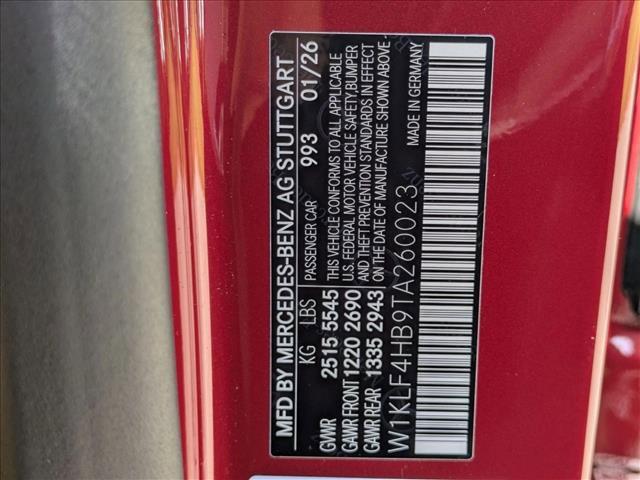 MFD BY MERCEDES-BENZ AG STUTTGART
993 01/26
KG LBS PASSENGER CAR
GVWR 2515 5545 THIS VEHICLE CONFORMS TO ALL APPLICABLE
GAWR FRONT 1220 2690 U.S. FEDERAL MOTOR VEHICLE SAFETY,BUMPER
GAWR REAR 1335 2943 AND THEFT PREVENTION STANDARDS IN EFFECT
ON THE DATE OF MANUFACTURE SHOWN ABOVE.
W1KLF4HB9TA260023
MADE IN GERMANY